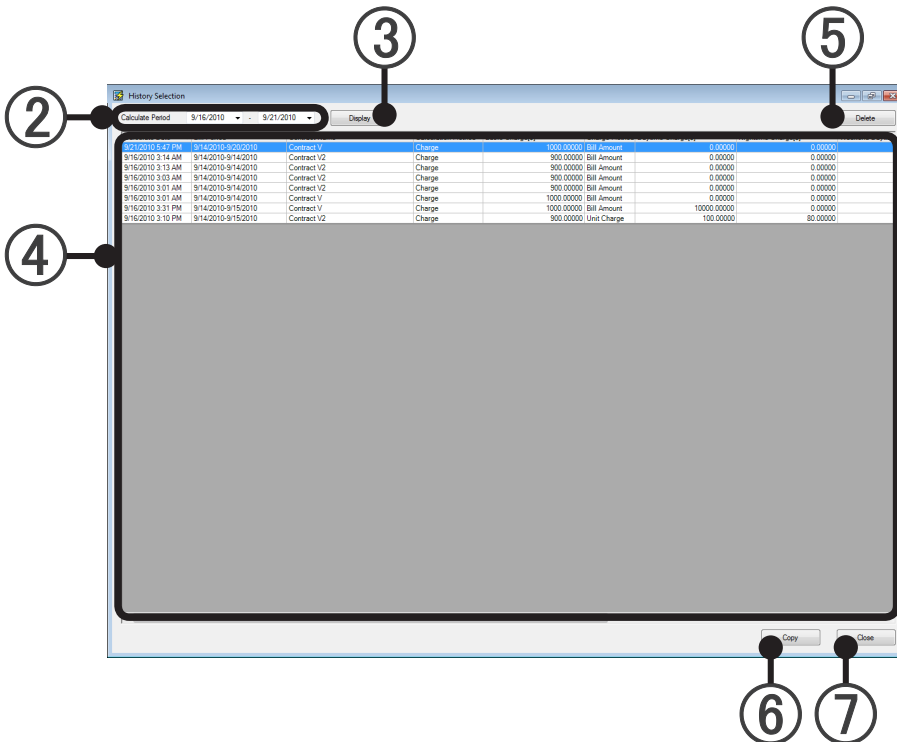 ③ ⑤
②
History Selection
Calculate Period 9/16/2010 - 9/21/2010 Display Delete
9/21/2010 5:47 PM 9/14/2010-9/20/2010 Contract V Charge 1000.00000 Bill Amount 0.00000 0.00000
9/16/2010 3:14 AM 9/14/2010-9/14/2010 Contract V2 Charge 900.00000 Bill Amount 0.00000 0.00000
9/16/2010 3:13 AM 9/14/2010-9/14/2010 Contract V2 Charge 900.00000 Bill Amount 0.00000 0.00000
9/16/2010 3:03 AM 9/14/2010-9/14/2010 Contract V2 Charge 900.00000 Bill Amount 0.00000 0.00000
9/16/2010 3:01 AM 9/14/2010-9/14/2010 Contract V2 Charge 900.00000 Bill Amount 0.00000 0.00000
9/16/2010 3:01 AM 9/14/2010-9/14/2010 Contract V Charge 1000.00000 Bill Amount 0.00000 0.00000
9/16/2010 3:31 PM 9/14/2010-9/15/2010 Contract V Charge 1000.00000 Bill Amount 10000.00000 0.00000
9/16/2010 3:10 PM 9/14/2010-9/15/2010 Contract V2 Charge 900.00000 Unit Charge 100.00000 80.00000
④
Copy Close
⑥ ⑦